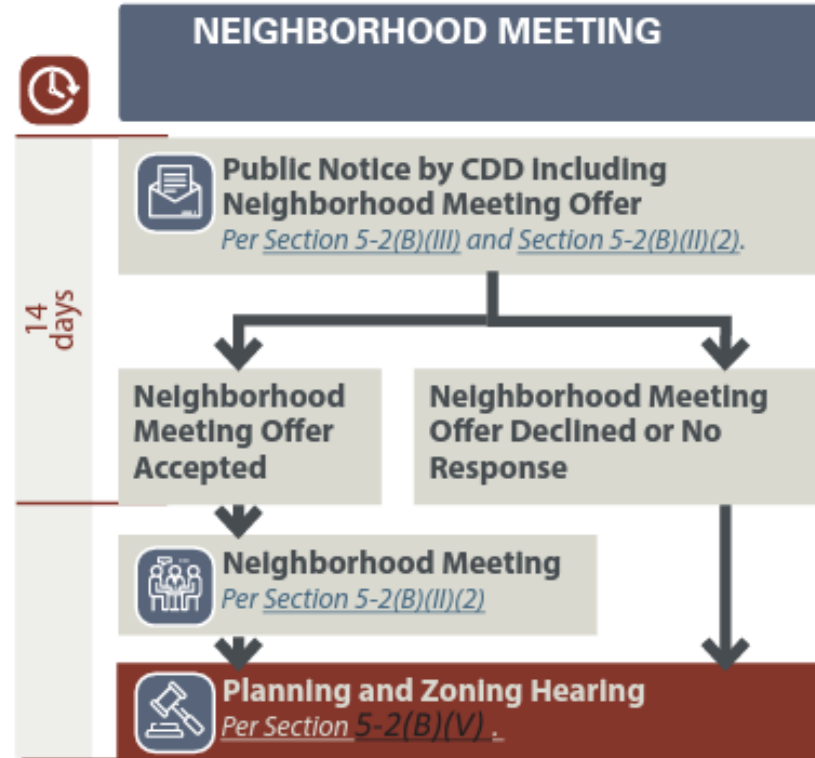 NEIGHBORHOOD MEETING
Public Notice by CDD Including
Neighborhood Meeting Offer
Per Section 5-2(B)(III) and Section 5-2(B)(II)(2).
14
days
Neighborhood
Meeting Offer
Accepted
Neighborhood Meeting
Offer Declined or No
Response
Neighborhood Meeting
Per Section 5-2(B)(II)(2)
Planning and Zoning Hearing
Per Section 5-2(B)(V) .